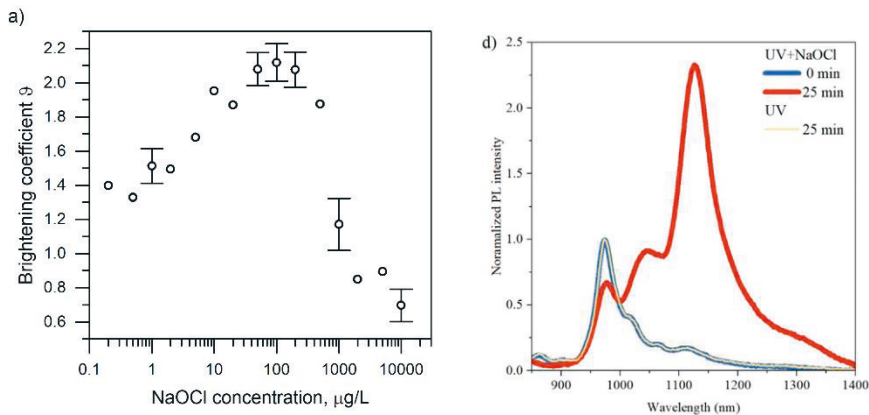 a)
Brightening coefficient ϑ
2.2
2.0
1.8
1.6
1.4
1.2
1.0
0.8
0.6
0.1 1 10 100 1000 10000
NaOCl concentration, μg/L
d)
Noramalized PL intensity
2.5
2.0
1.5
1.0
0.5
0.0
UV+NaOCl
0 min
25 min
UV
25 min
900 1000 1100 1200 1300 1400
Wavelength (nm)